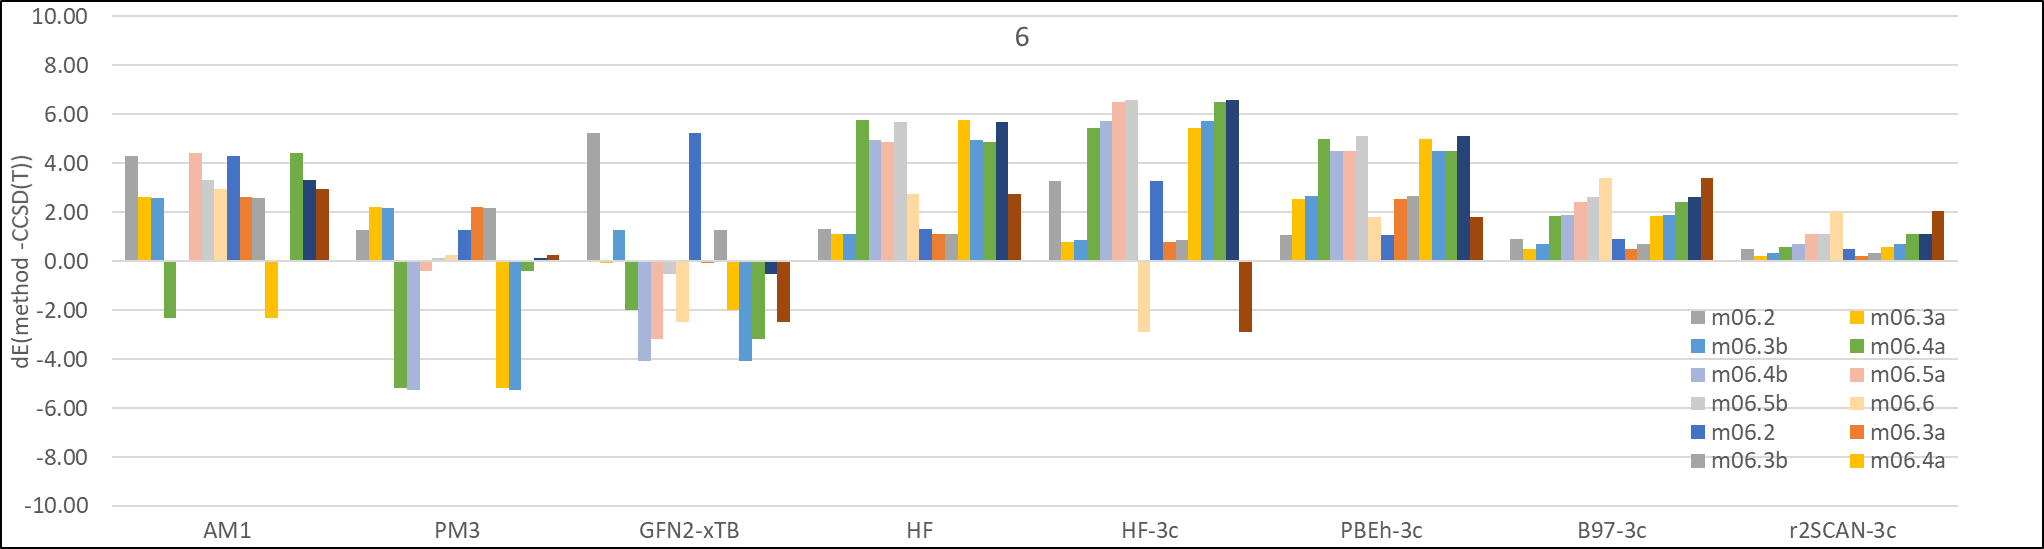 6
dE(method -CCSD(T))
10.00
8.00
6.00
4.00
2.00
0.00
-2.00
-4.00
-6.00
-8.00
-10.00
m06.2 m06.3a
m06.3b m06.4a
m06.4b m06.5a
m06.5b m06.6
m06.2 m06.3a
m06.3b m06.4a
AM1 PM3 GFN2-xTB HF HF-3c PBEh-3c B97-3c r2SCAN-3c